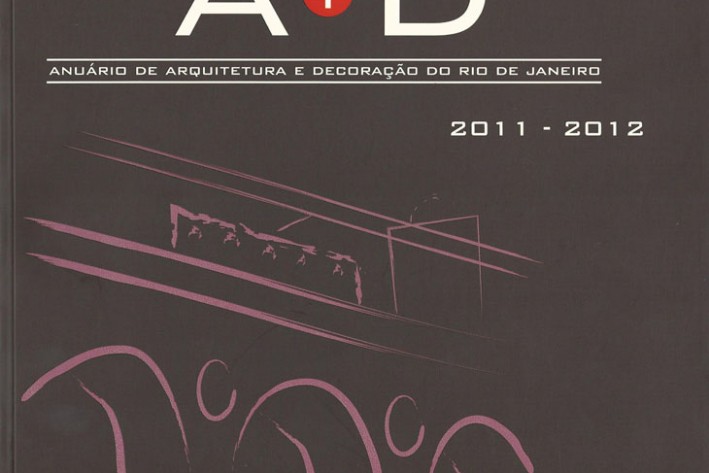 A+D
ANUÁRIO DE ARQUITETURA E DECORAÇÃO DO RIO DE JANEIRO
2011 - 2012